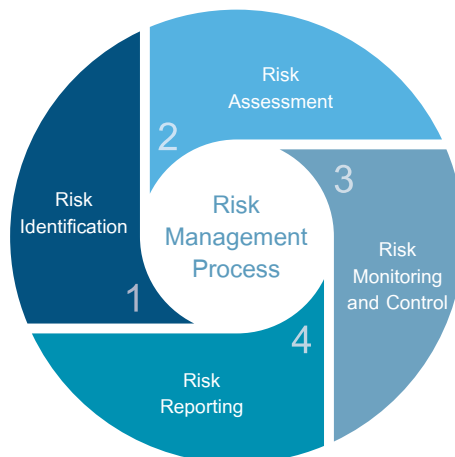 Risk
Management
Process
1
Risk
Identification
2
Risk
Assessment
3
Risk
Monitoring
and Control
4
Risk
Reporting